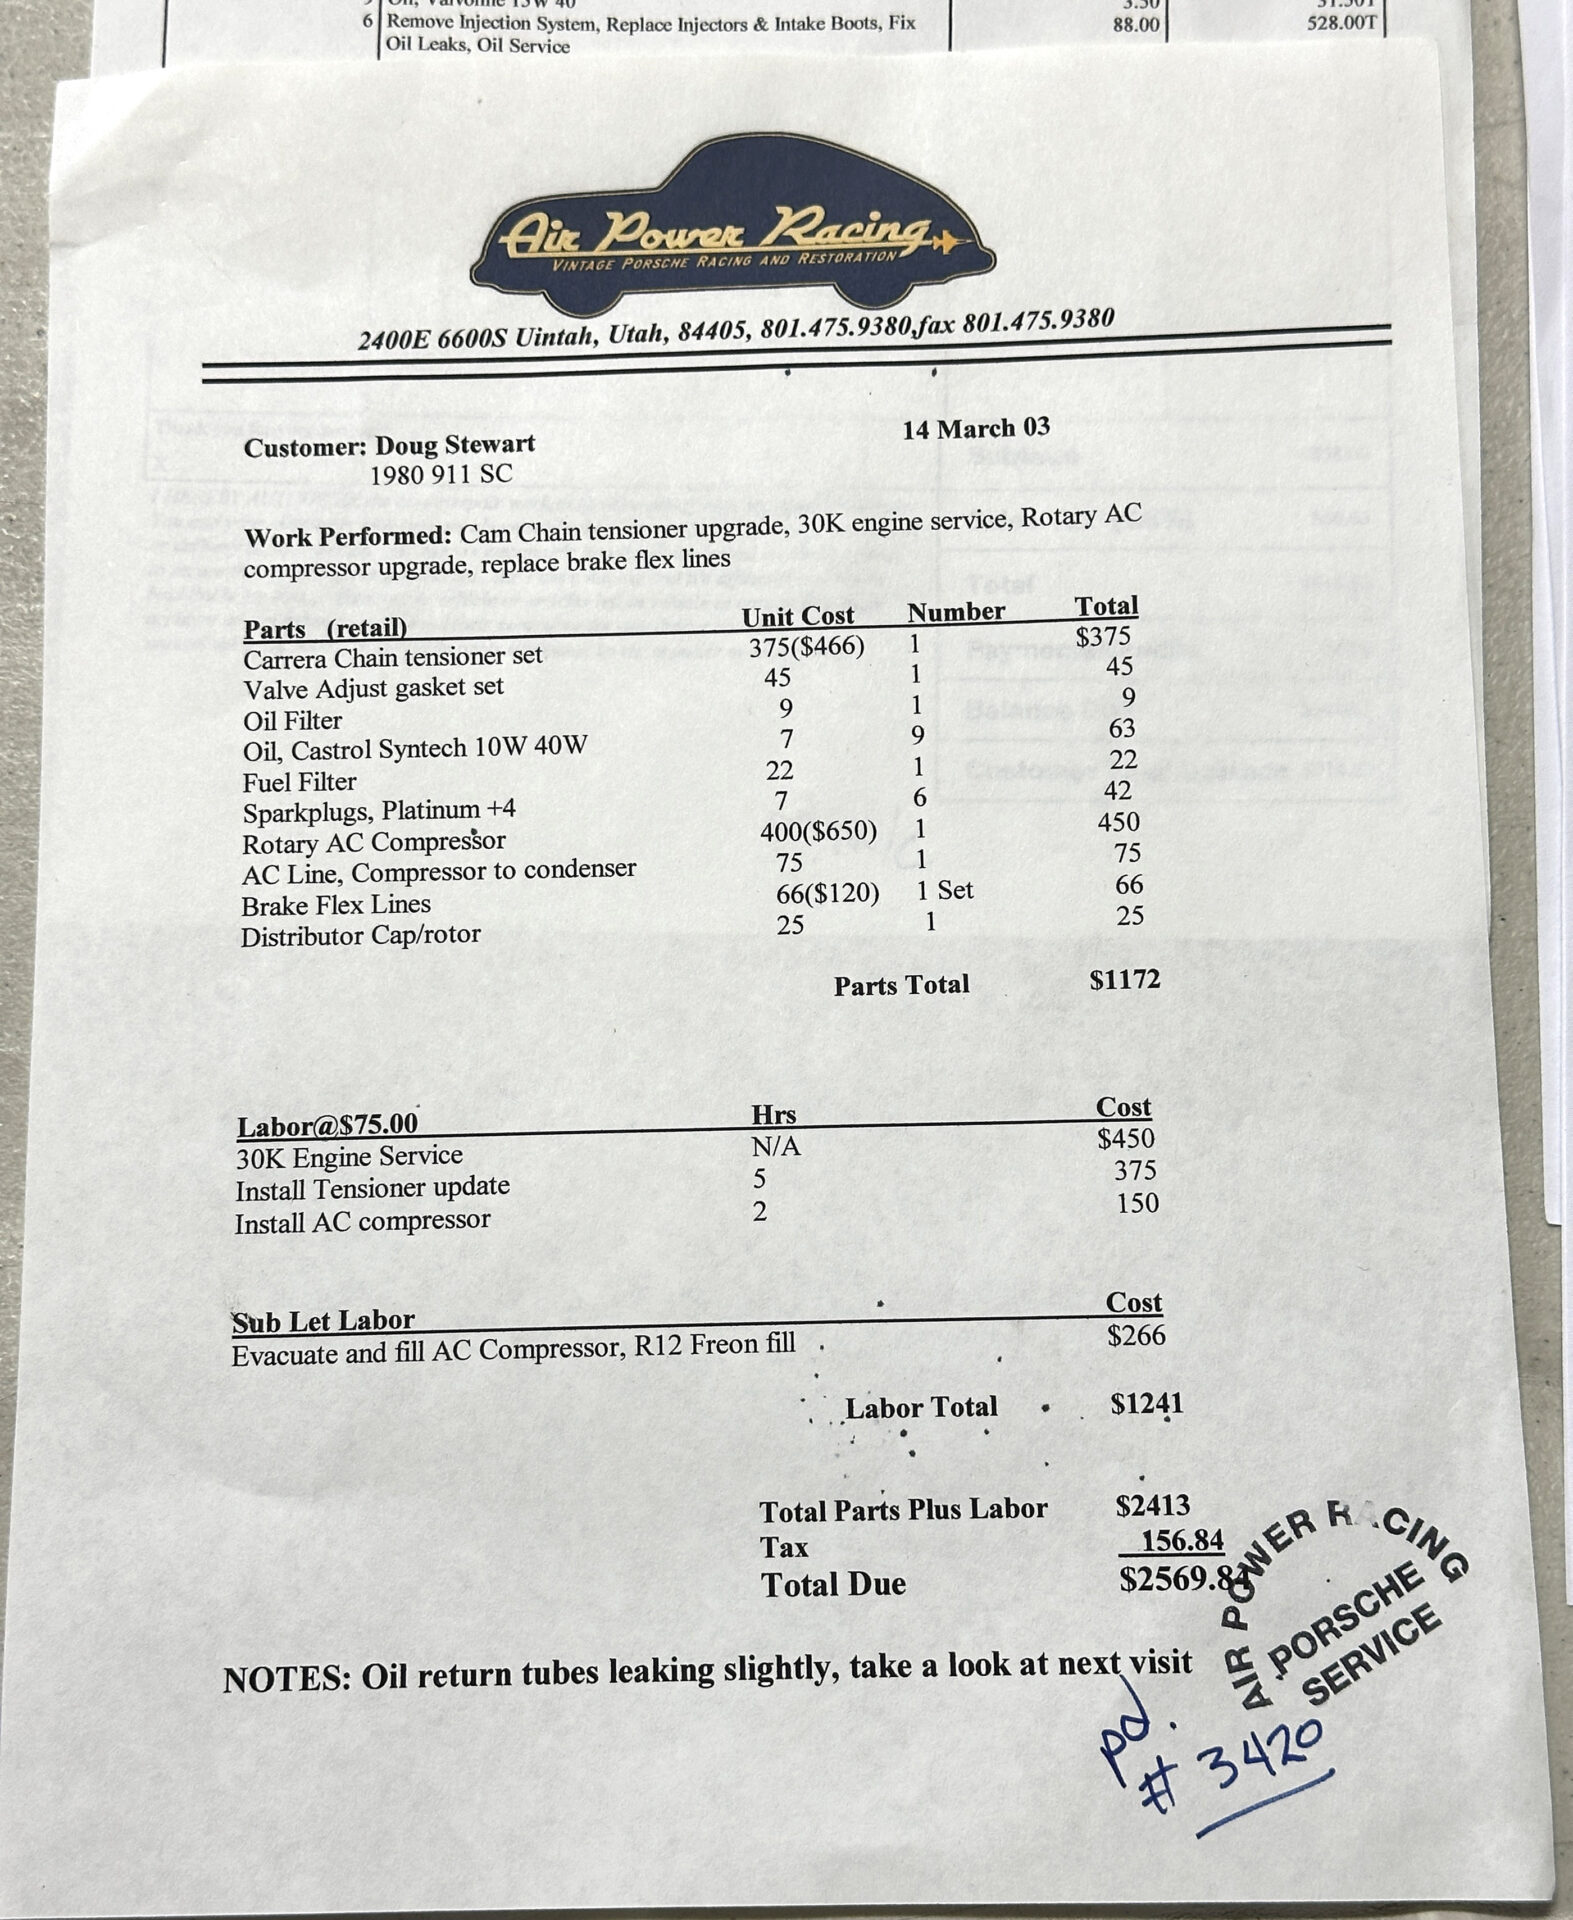 6 Remove Injection System, Replace Injectors & Intake Boots, Fix 88.00 528.00T
Oil Leaks, Oil Service
Air Power Racing
VINTAGE PORSCHE RACING AND RESTORATION
2400E 6600S Uintah, Utah, 84405, 801.475.9380,fax 801.475.9380
14 March 03
Customer: Doug Stewart
1980 911 SC
Work Performed: Cam Chain tensioner upgrade, 30K engine service, Rotary AC
compressor upgrade, replace brake flex lines
Parts (retail) Unit Cost Number Total
Carrera Chain tensioner set 375($466) 1 $375
Valve Adjust gasket set 45 1 45
Oil Filter 9 1 9
Oil, Castrol Syntech 10W 40W 7 9 63
Fuel Filter 22 1 22
Sparkplugs, Platinum +4 7 6 42
Rotary AC Compressor 400($650) 1 450
AC Line, Compressor to condenser 75 1 75
Brake Flex Lines 66($120) 1 Set 66
Distributor Cap/rotor 25 1 25
Parts Total $1172
Labor@$75.00 Hrs Cost
30K Engine Service N/A $450
Install Tensioner update 5 375
Install AC compressor 2 150
Sub Let Labor Cost
Evacuate and fill AC Compressor, R12 Freon fill $266
Labor Total $1241
Total Parts Plus Labor $2413
Tax 156.84
Total Due $2569.84
NOTES: Oil return tubes leaking slightly, take a look at next visit
AIR POWER RACING
PORSCHE
SERVICE
pd.
# 3420